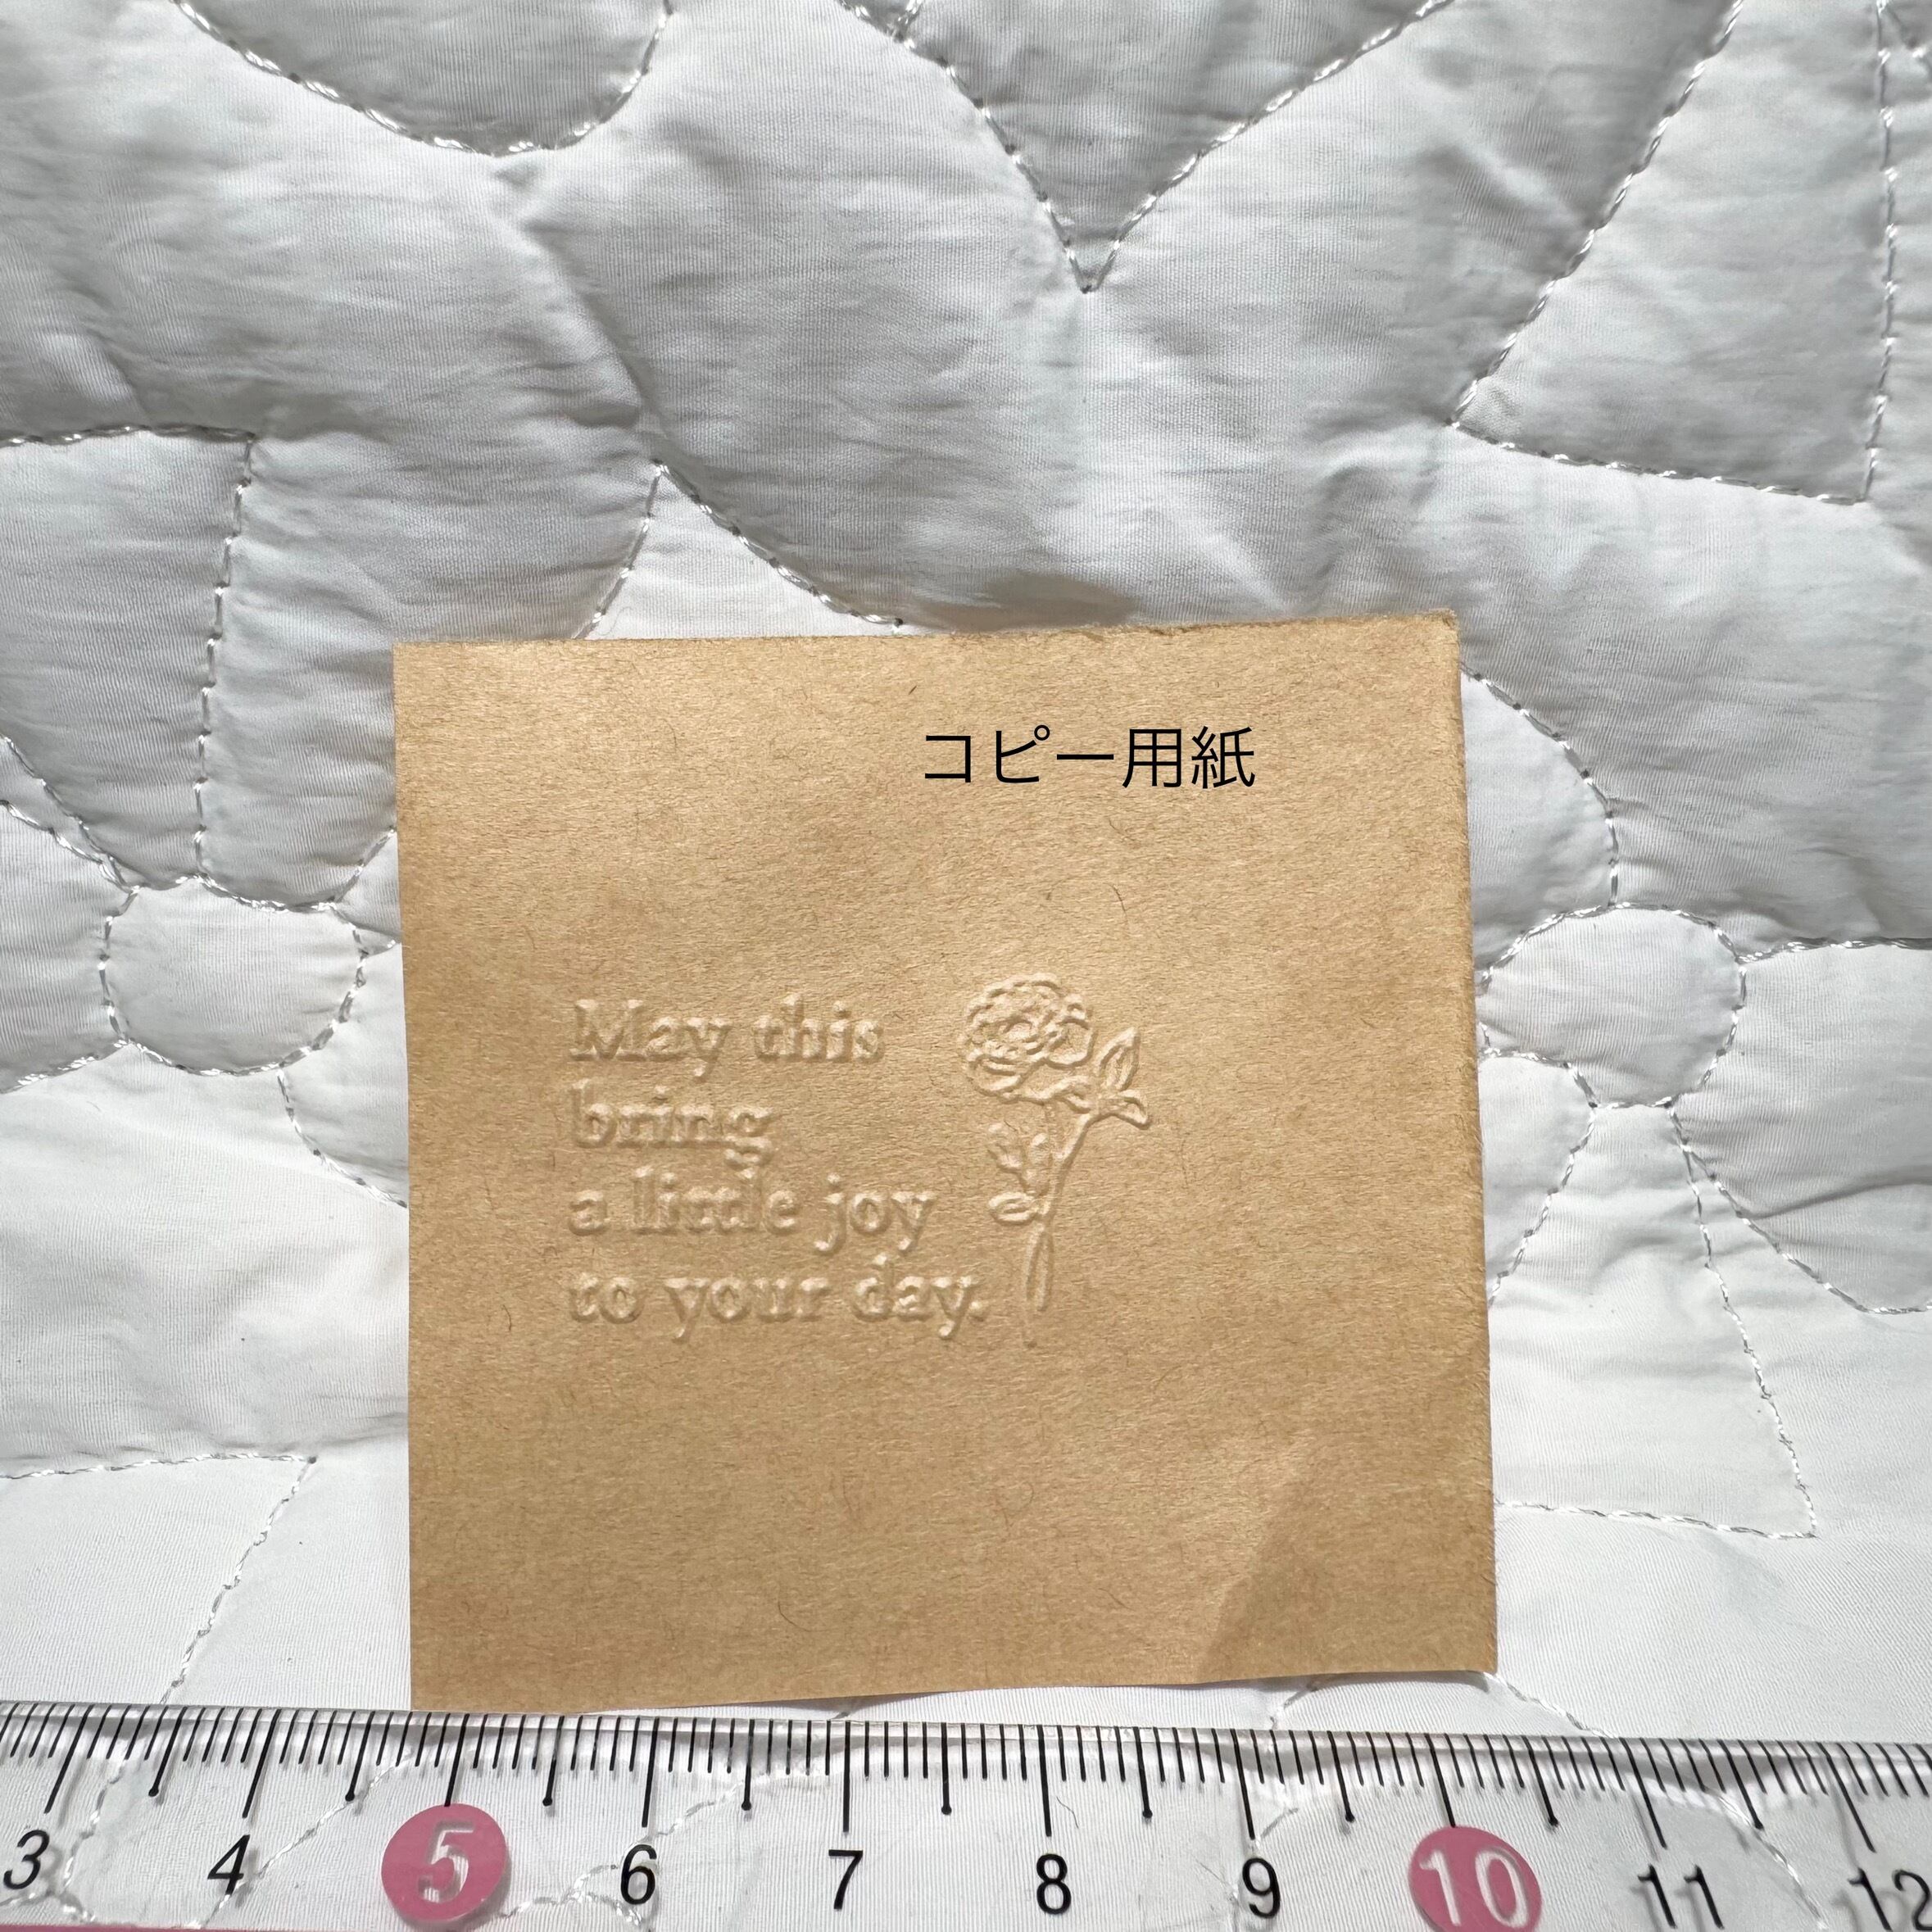 コピー用紙
May this
bring
a little joy
to your day.
3 4 5 6 7 8 9 10 11 12